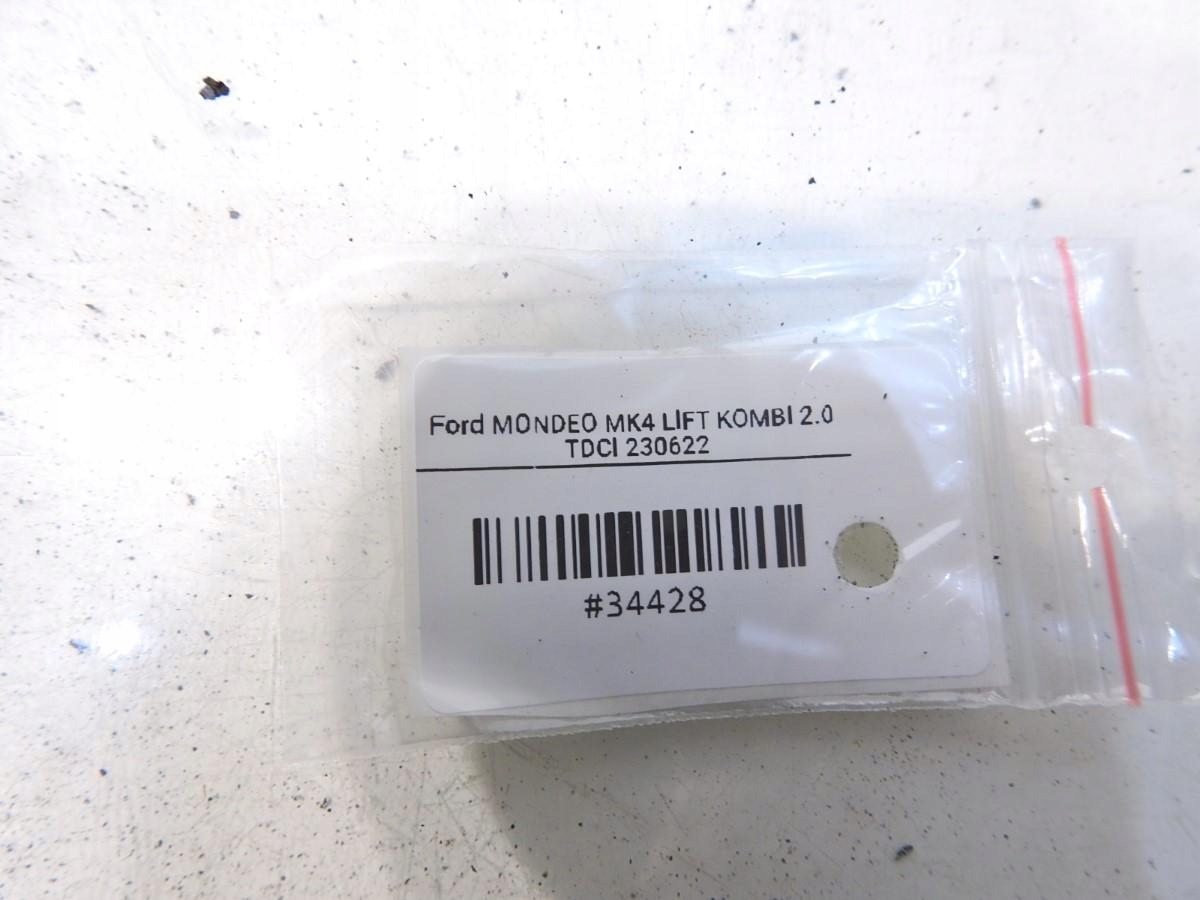 Ford MONDEO MK4 LIFT KOMBI 2.0
TDCI 230622
#34428